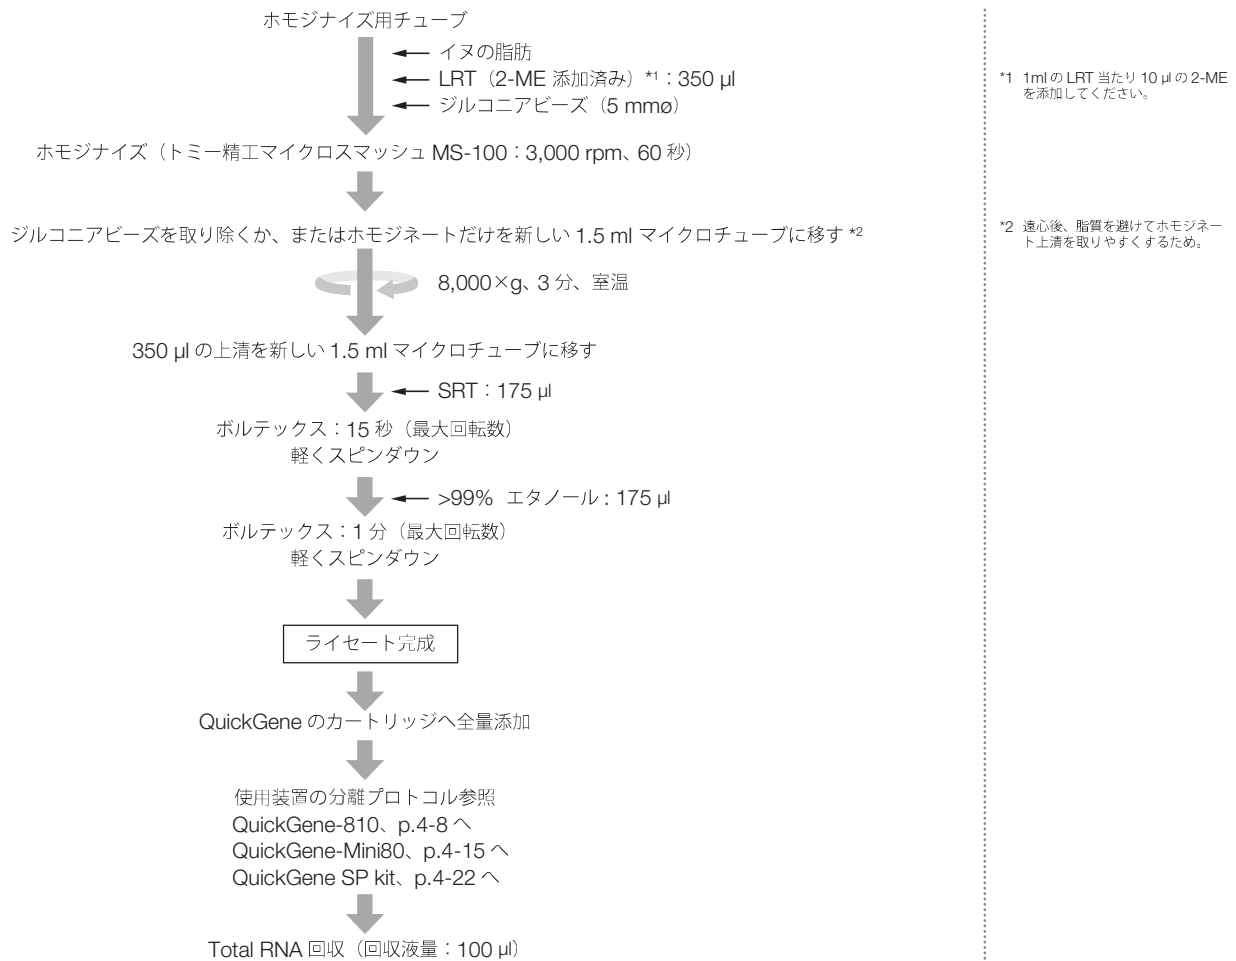 ホモジナイズ用チューブ
イヌの脂肪
LRT（2-ME 添加済み）*1：350 µl
ジルコニアビーズ（5 mmø）
*1 1mlのLRT 当たり 10 µl の 2-ME
を添加してください。
ホモジナイズ（トミー精工マイクロスマッシュ MS-100：3,000 rpm、60 秒）
ジルコニアビーズを取り除くか、またはホモジネートだけを新しい 1.5 ml マイクロチューブに移す *2
*2 遠心後、脂質を避けてホモジネー
ト上清を取りやすくするため。
8,000×g、3 分、室温
350 µl の上清を新しい 1.5 ml マイクロチューブに移す
SRT：175 µl
ボルテックス：15 秒（最大回転数）
軽くスピンダウン
>99% エタノール：175 µl
ボルテックス：1 分（最大回転数）
軽くスピンダウン
ライセート完成
QuickGene のカートリッジへ全量添加
使用装置の分離プロトコル参照
QuickGene-810、p.4-8 へ
QuickGene-Mini80、p.4-15 へ
QuickGene SP kit、p.4-22 へ
Total RNA 回収（回収液量：100 µl）